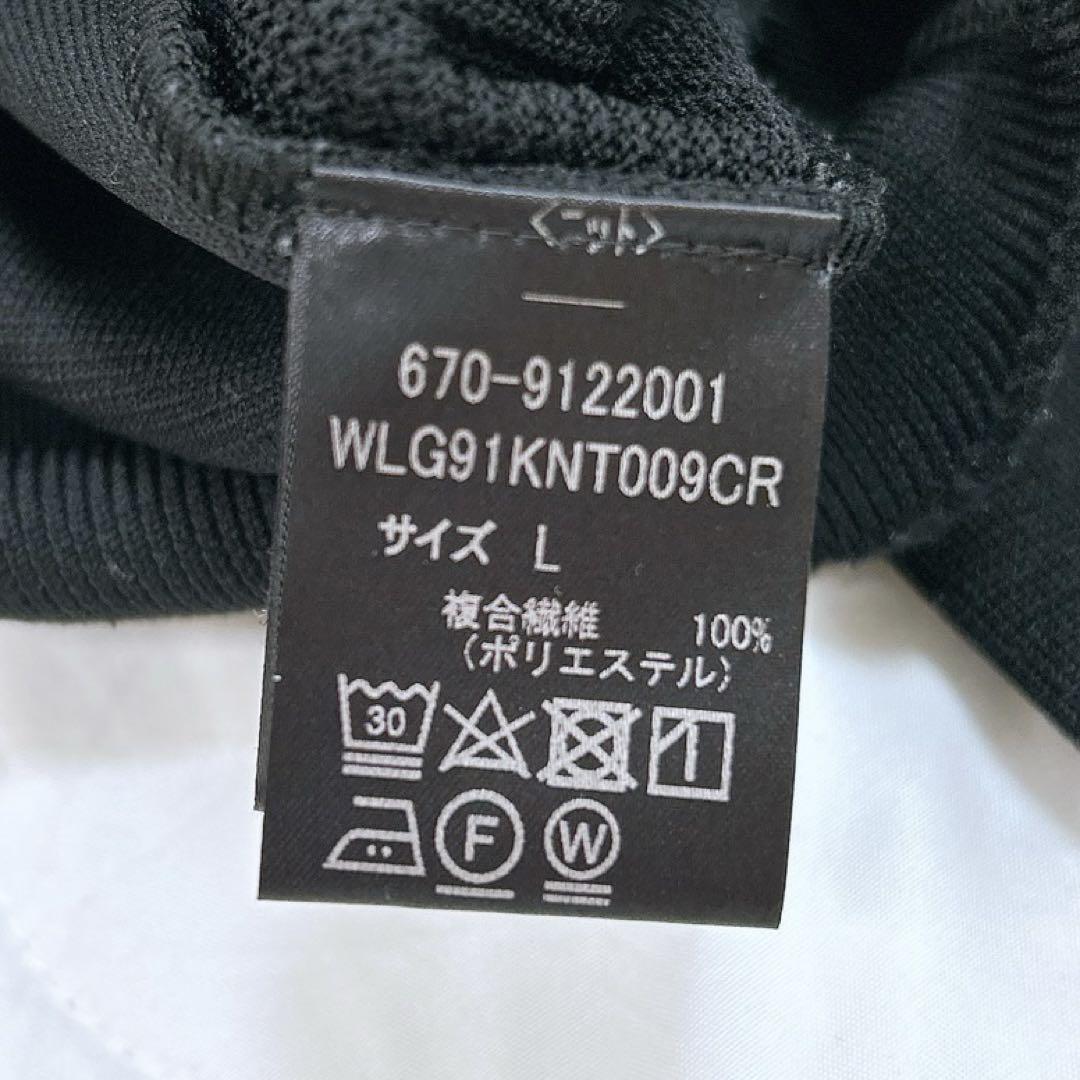 〈ニット〉
670-9122001
WLG91KNT009CR
サイズ L
複合繊維 100%
(ポリエステル)
30
F W